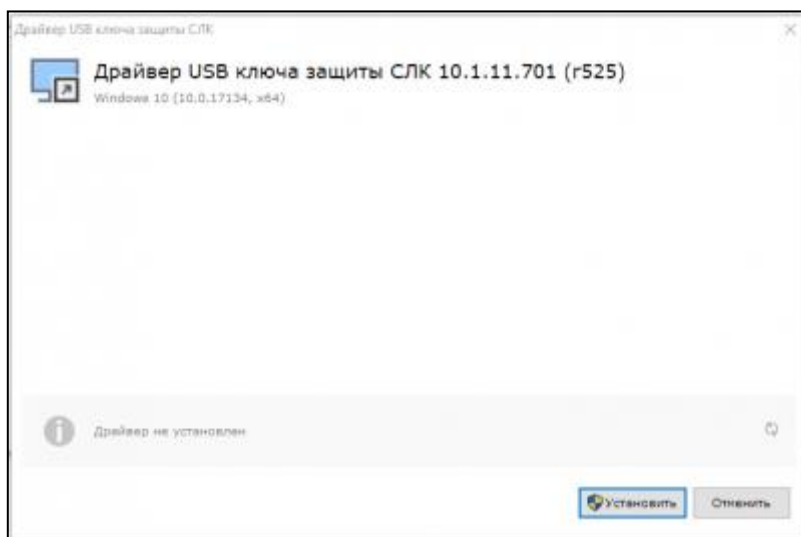 Драйвер USB ключа защиты СЛК
Драйвер USB ключа защиты СЛК 10.1.11.701 (r525)
Windows 10 (10.0.17134, x64)
Драйвер не установлен
Установить
Отменить